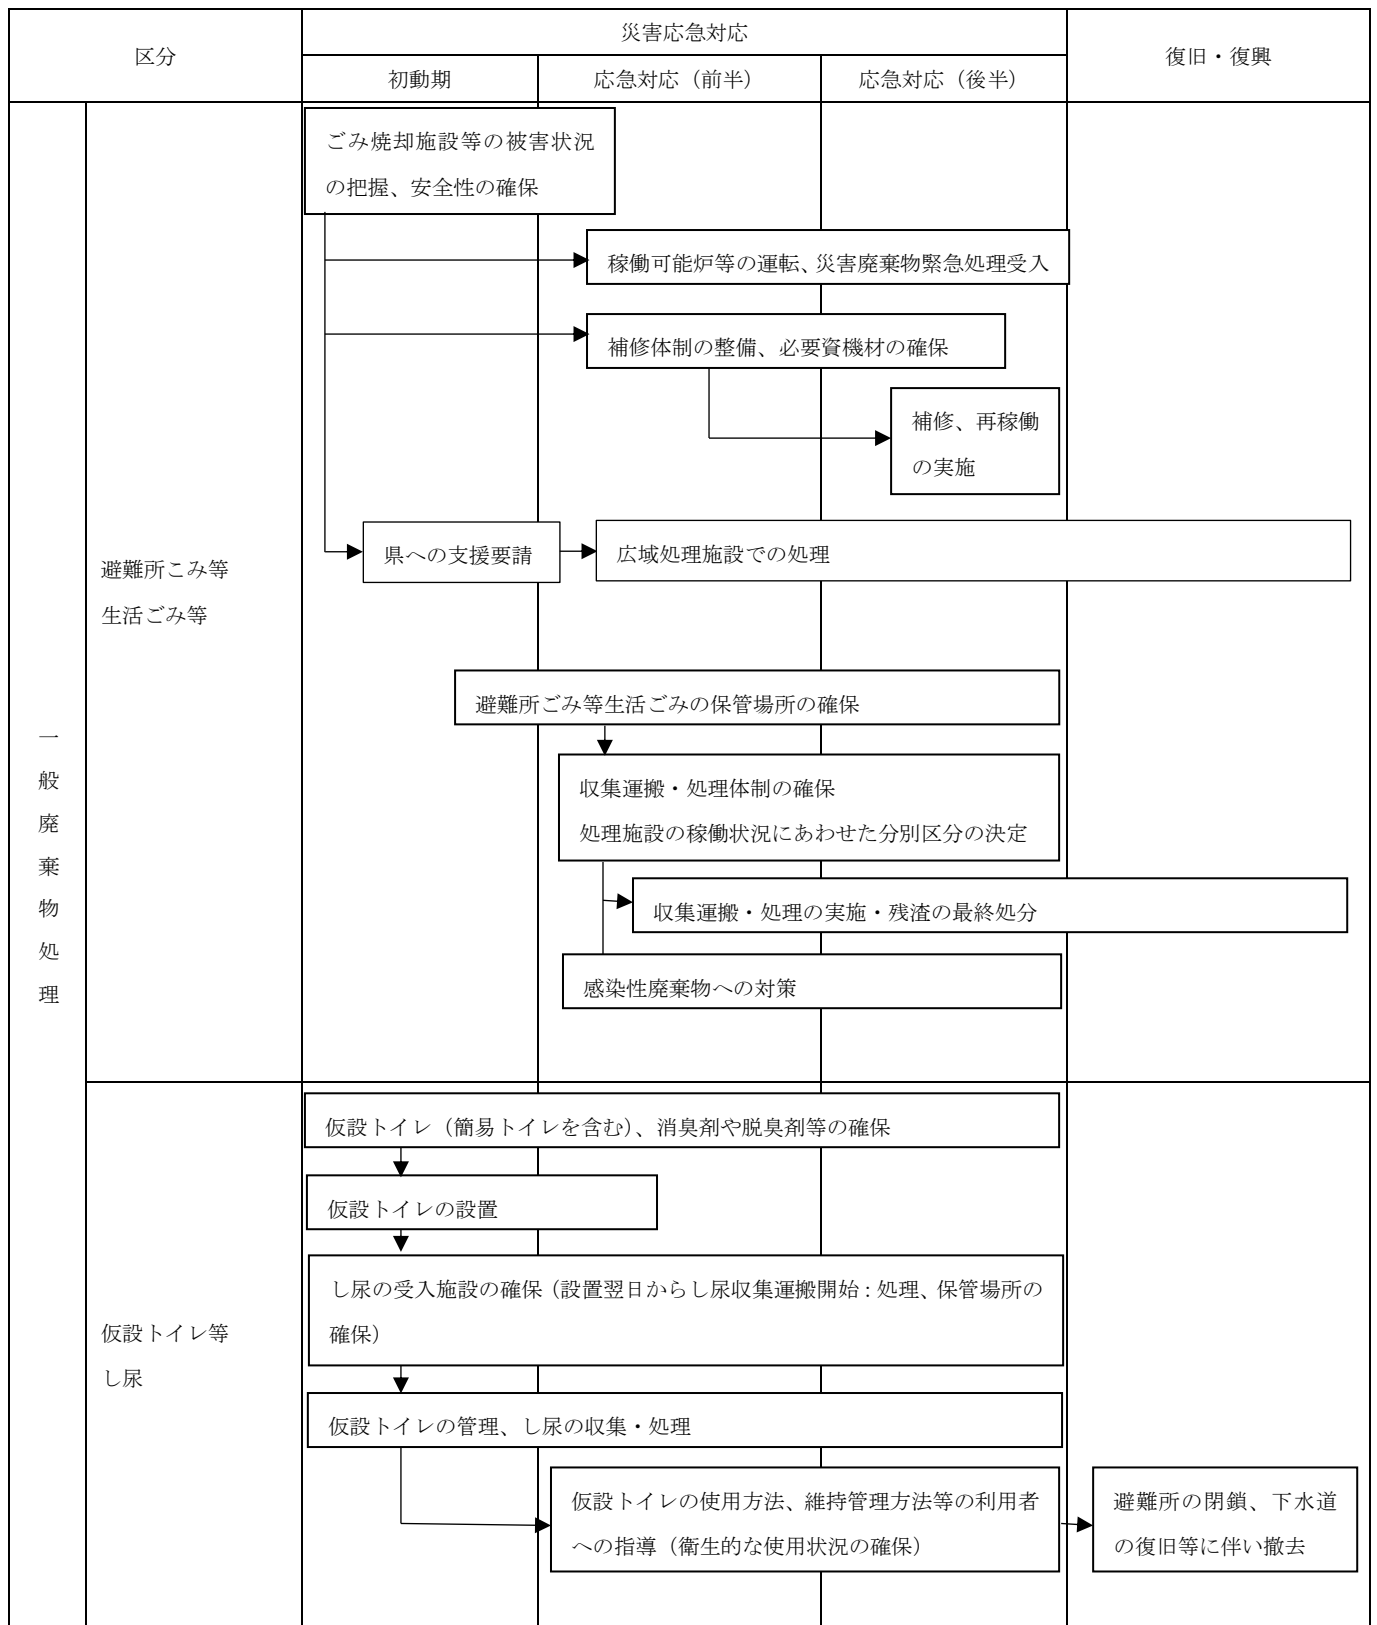 区分
災害応急対応
復旧・復興
初動期
応急対応（前半）
応急対応（後半）
一般廃棄物処理
避難所こみ等
生活ごみ等
ごみ焼却施設等の被害状況
の把握、安全性の確保
稼働可能炉等の運転、災害廃棄物緊急処理受入
補修体制の整備、必要資機材の確保
補修、再稼働
の実施
県への支援要請
広域処理施設での処理
避難所ごみ等生活ごみの保管場所の確保
収集運搬・処理体制の確保
処理施設の稼働状況にあわせた分別区分の決定
収集運搬・処理の実施・残渣の最終処分
感染性廃棄物への対策
仮設トイレ等
し尿
仮設トイレ（簡易トイレを含む）、消臭剤や脱臭剤等の確保
仮設トイレの設置
し尿の受入施設の確保（設置翌日からし尿収集運搬開始：処理、保管場所の
確保）
仮設トイレの管理、し尿の収集・処理
仮設トイレの使用方法、維持管理方法等の利用者
への指導（衛生的な使用状況の確保）
避難所の閉鎖、下水道
の復旧等に伴い撤去